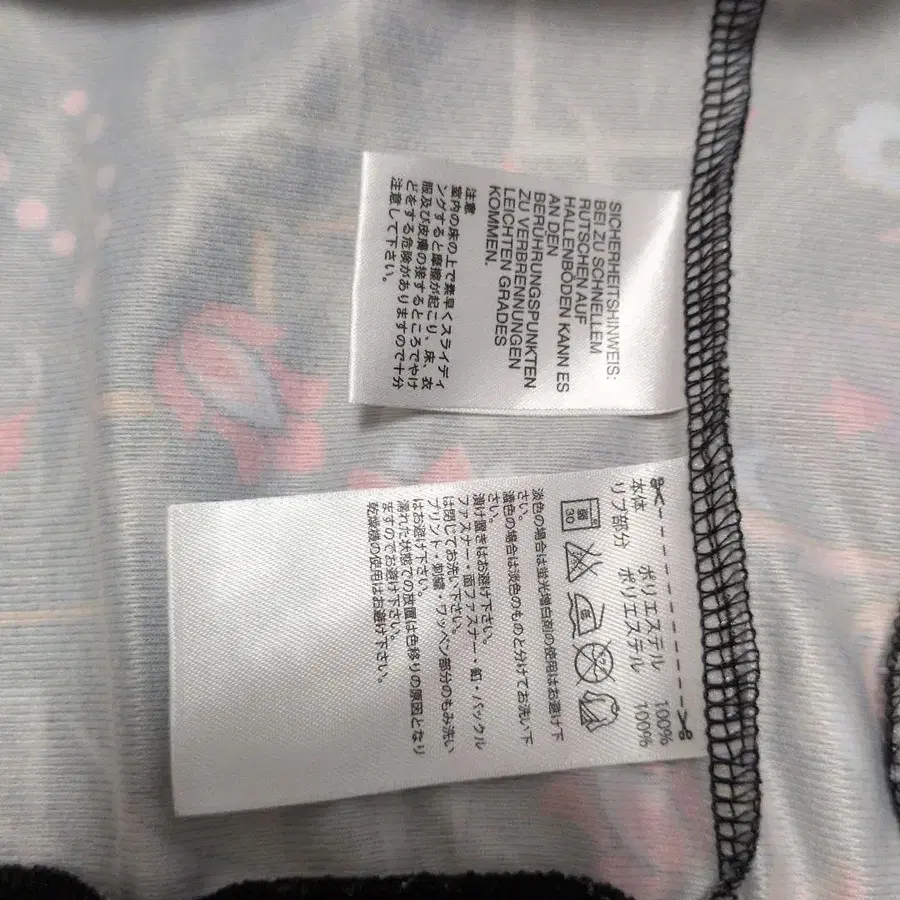 SICHERHEITSHINWEIS:
BEI ZU SCHNELLEM
RUTSCHEN AUF
HALLENBÖDEN KANN ES
AN DEN
BERÜHRUNGSPUNKTEN
ZU VERBRENNUNGEN
LEICHTEN GRADES
KOMMEN.
注意
室内の床の上で素早くスライディ
ングすると摩擦が起こり、床、衣
服及び皮膚の接するところでやけ
どをする危険がありますので十分
注意して下さい。
本体 ポリエステル 100%
リブ部分 ポリエステル 100%
弱
30
淡色の場合は蛍光増白剤の使用はお避け下
さい。
濃色の場合は淡色のものと分けてお洗い下
さい。
漬け置きはお避け下さい。
ファスナー・面ファスナー・釦・バックル
は閉じてお洗い下さい。
プリント・刺繍・ワッペン部分のもみ洗い
はお避け下さい。
濡れた状態での放置は色移りの原因となり
ますのでお避け下さい。
乾燥機の使用はお避け下さい。